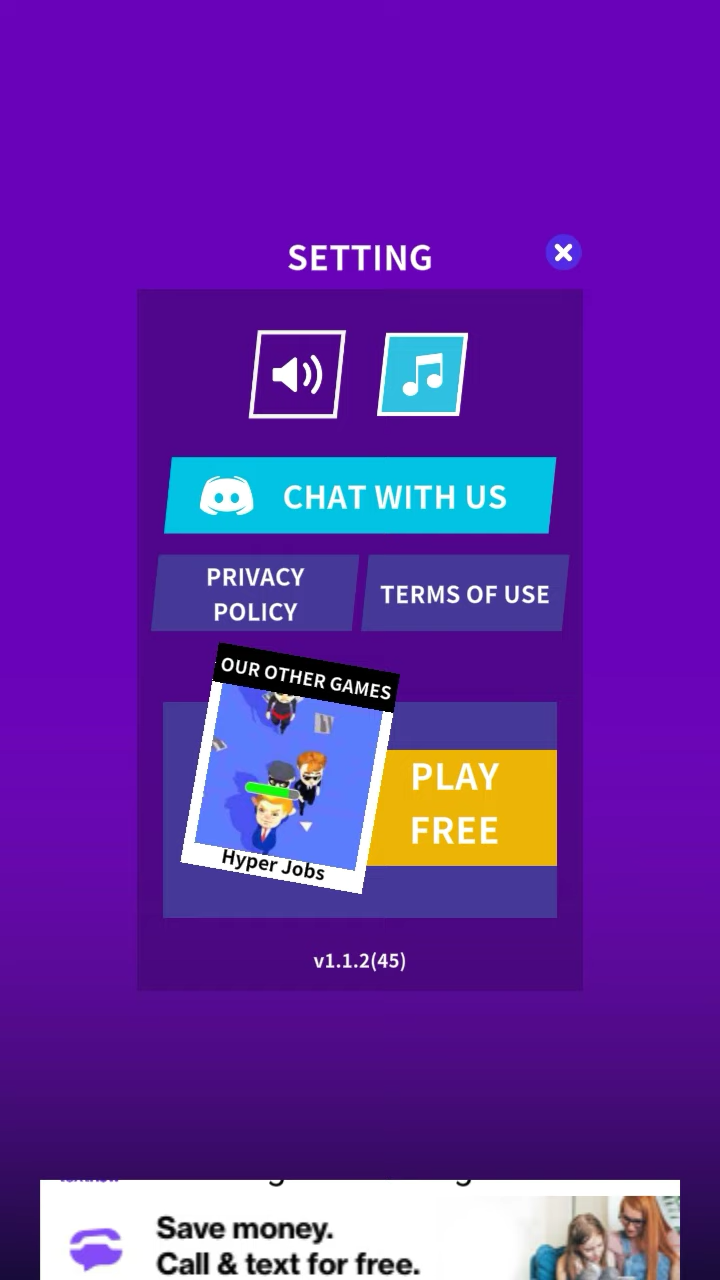 SETTING
CHAT WITH US
PRIVACY
POLICY
TERMS OF USE
OUR OTHER GAMES
Hyper Jobs
PLAY
FREE
v1.1.2(45)
Save money.
Call & text for free.